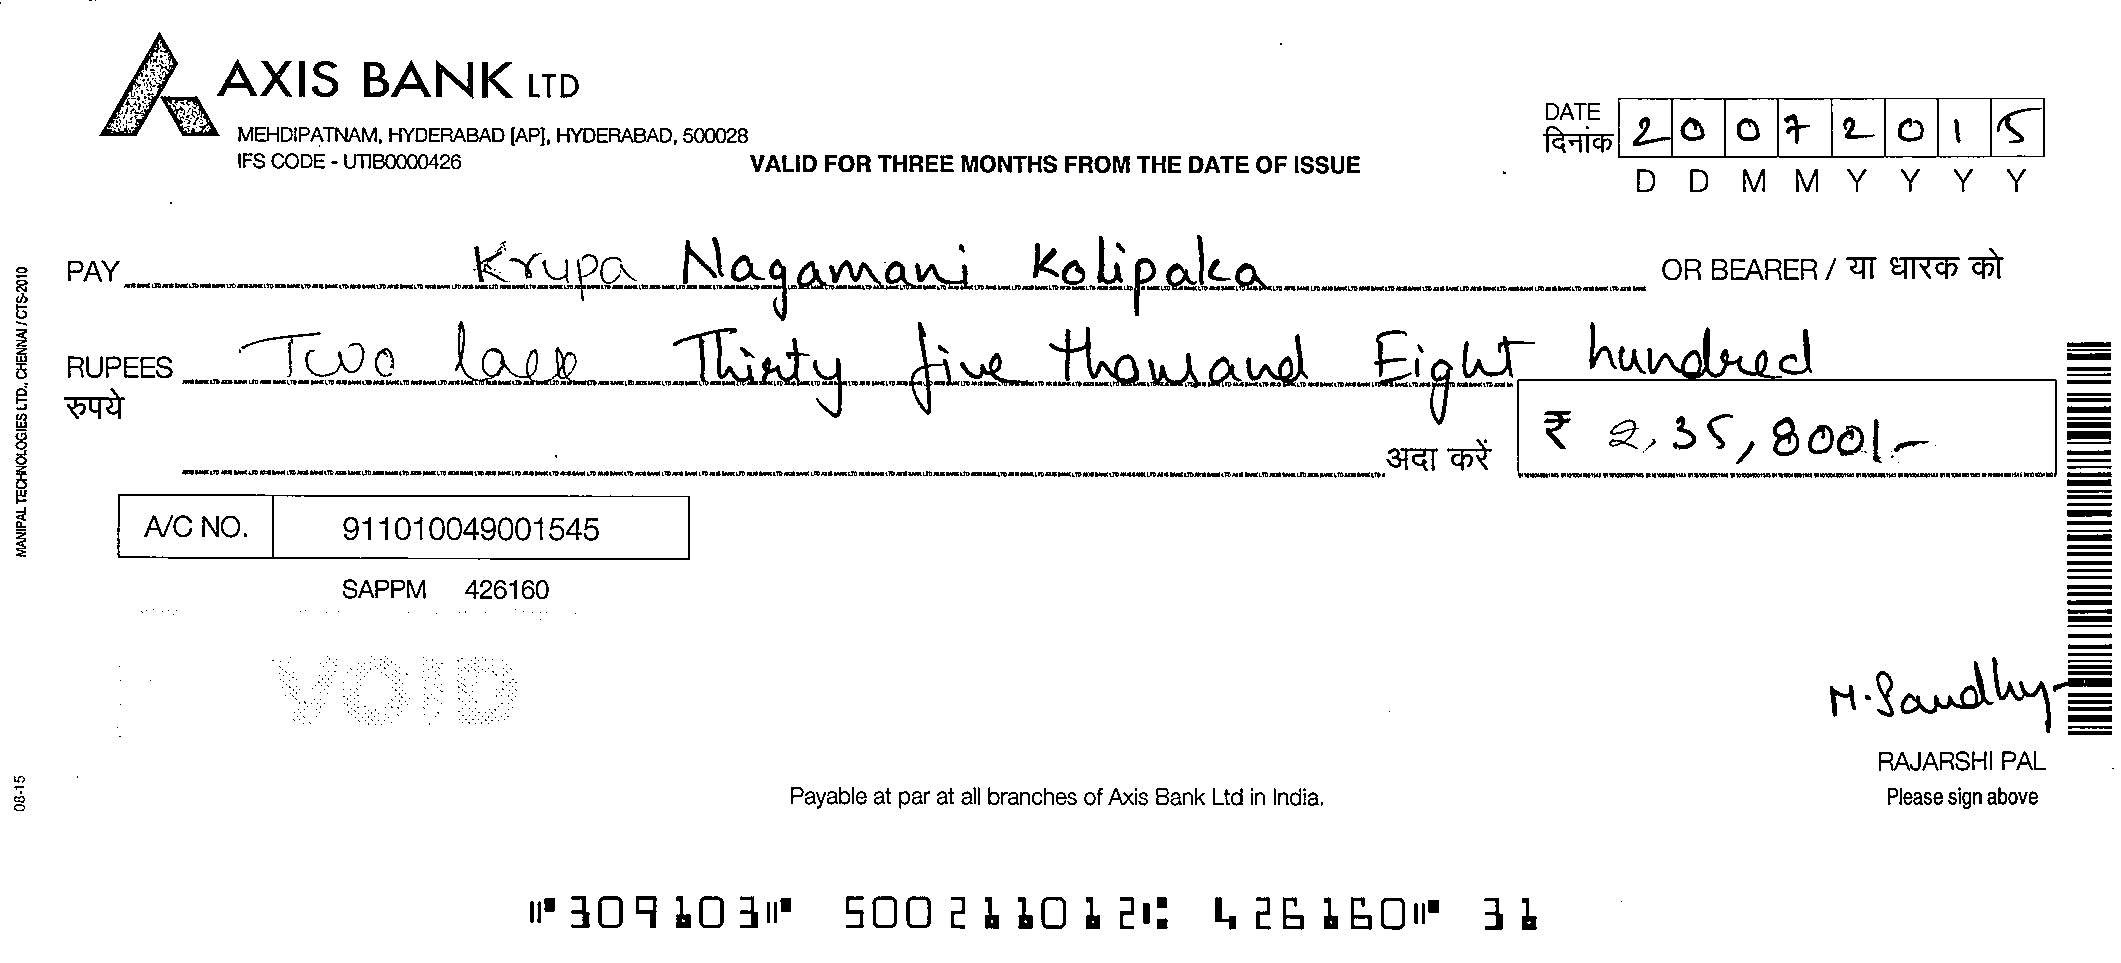 AXIS BANK LTD
MEHDIPATNAM, HYDERABAD [AP], HYDERABAD, 500028
IFS CODE - UTIB0000426
VALID FOR THREE MONTHS FROM THE DATE OF ISSUE
DATE
दिनांक 2 0 0 7 2 0 1 5
D D M M Y Y Y Y
PAY Krupa Nagamani Kolipaka OR BEARER / या धारक को
RUPEES Two Thirty five thousand Eight hundred
रुपये
अदा करें ₹ 2,35,800/-
A/C NO. 911010049001545
SAPPM 426160
VOID
M. Sandhy
RAJARSHI PAL
Please sign above
Payable at par at all branches of Axis Bank Ltd in India.
⑈309103⑈ 500211012⑆ 426160⑈ 31
MANIPAL TECHNOLOGIES LTD., CHENNAI / CTS-2010
08-15